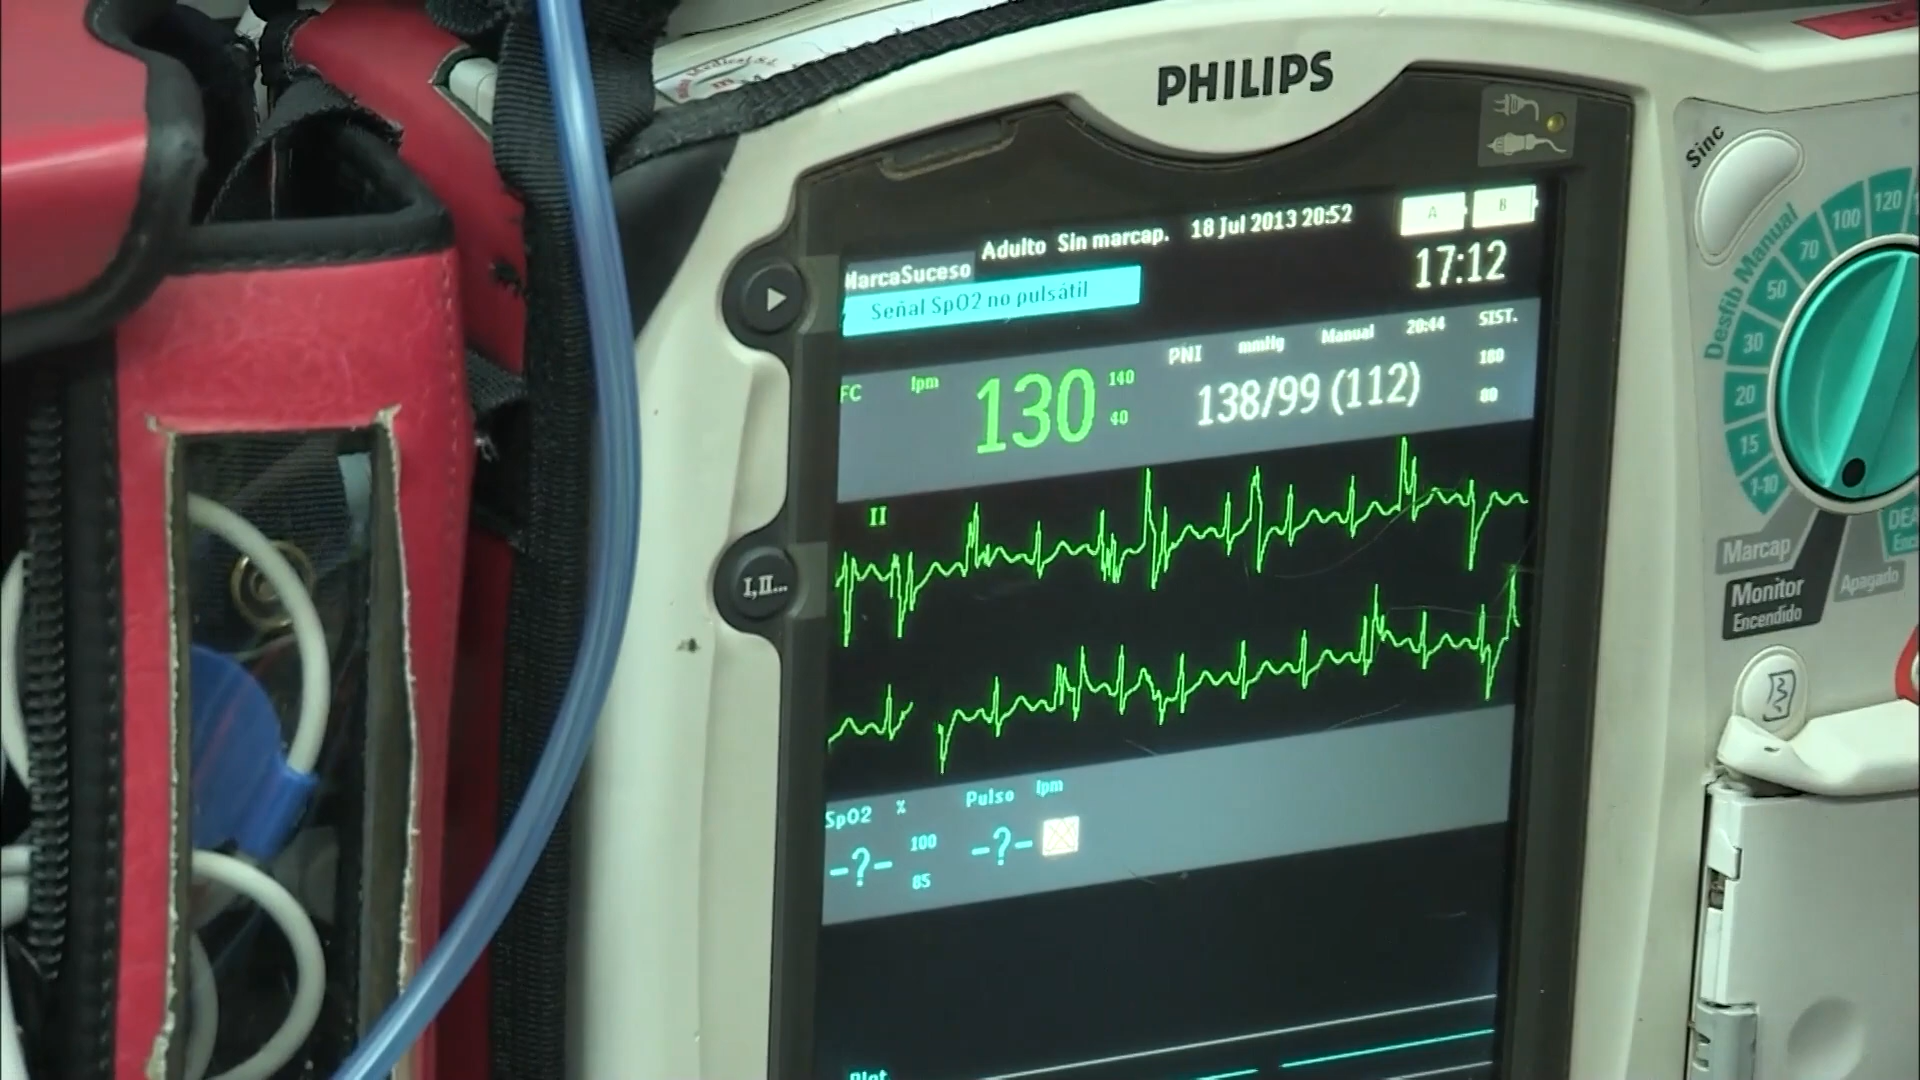 PHILIPS
Sinc
Adulto Sin marcap. 18 Jul 2013 20:52
A B
MarcaSuceso
17:12
Señal SpO2 no pulsátil
FC lpm 130 140 40
PNI mmHg Manual 20:44 SIST.
138/99 (112) 180 80
II
I,II...
SpO2 % Pulso lpm
-?- 100 85 -?-
Desfib Manual
1-10 15 20 30 50 70 100 120
Marcap
Monitor
Encendido
Apagado